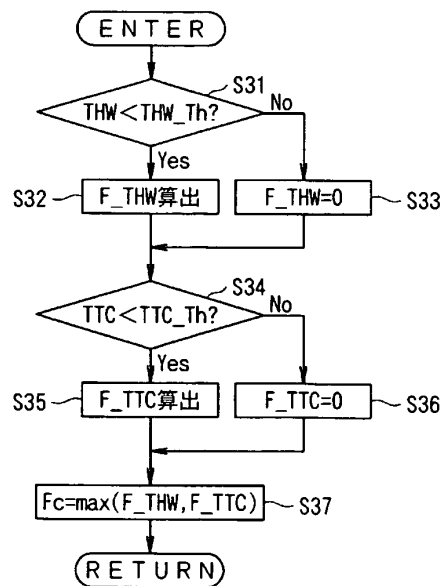 ENTER
S31
THW<THW_Th?
No
Yes
S32
F_THW算出
F_THW=0
S33
S34
TTC<TTC_Th?
No
Yes
S35
F_TTC算出
F_TTC=0
S36
Fc=max(F_THW,F_TTC)
S37
RETURN